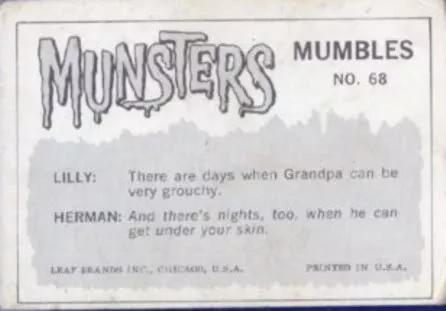 MUNSTERS MUMBLES
NO. 68
LILLY: There are days when Grandpa can be
very grouchy.
HERMAN: And there's nights, too, when he can
get under your skin.
LEAF BRANDS INC., CHICAGO, U.S.A. PRINTED IN U.S.A.